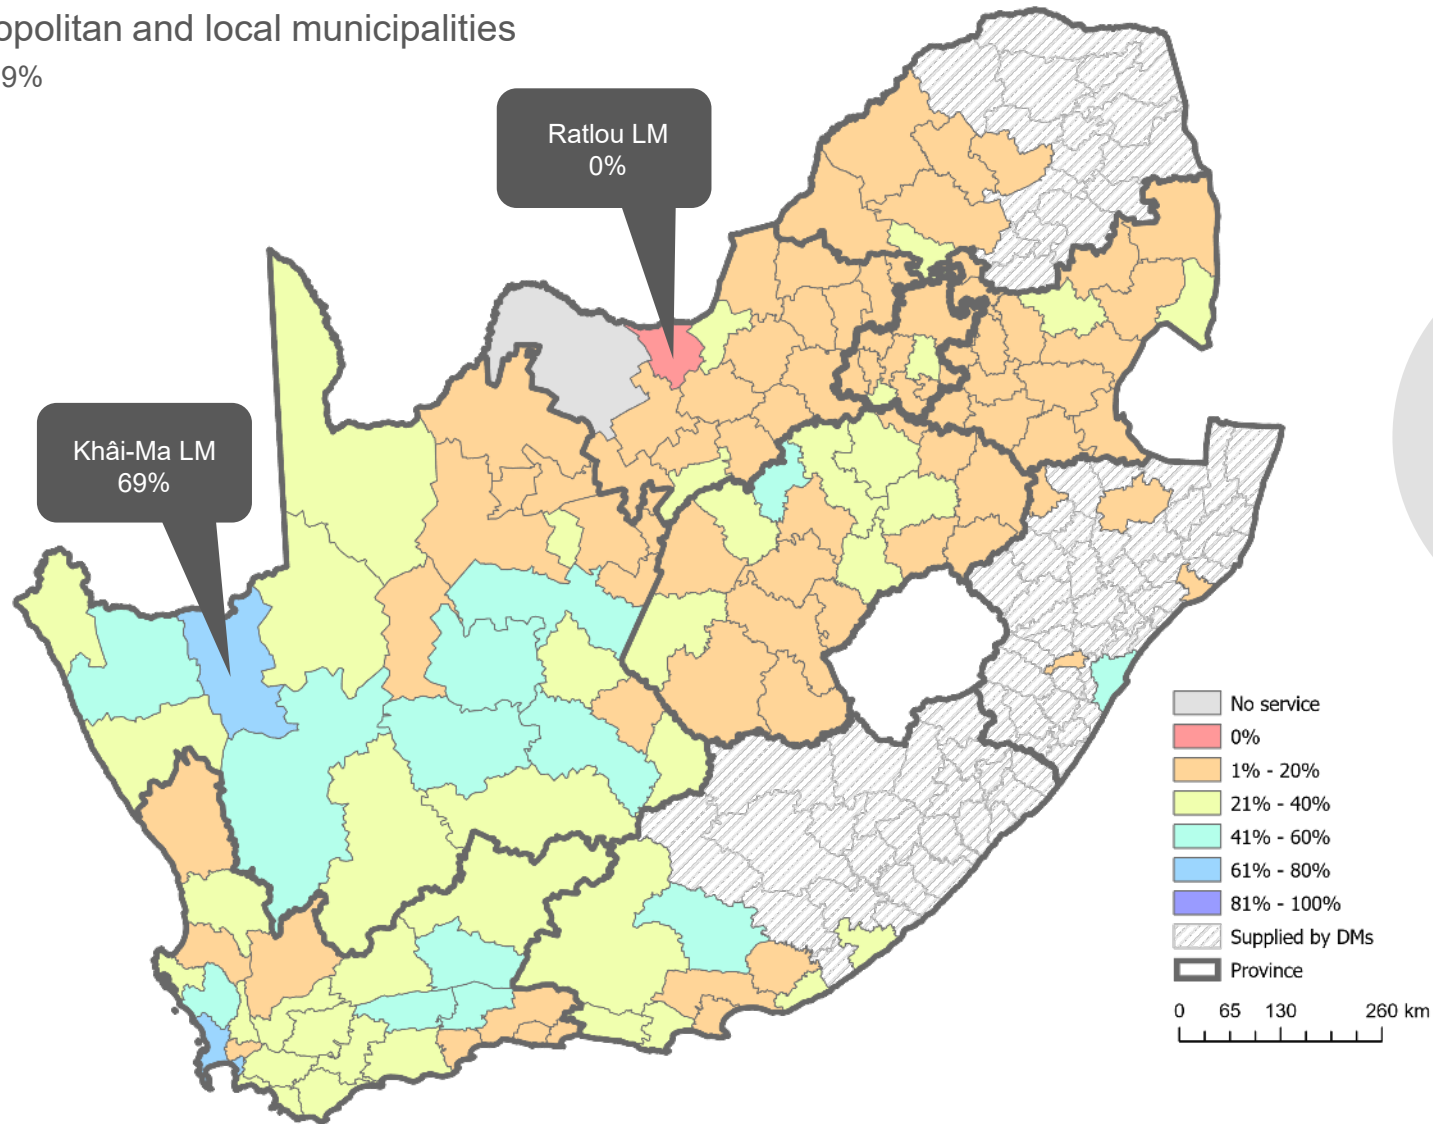 opolitan and local municipalities
9%
Ratlou LM
0%
Khâi-Ma LM
69%
No service
0%
1% - 20%
21% - 40%
41% - 60%
61% - 80%
81% - 100%
Supplied by DMs
Province
0 65 130 260 km